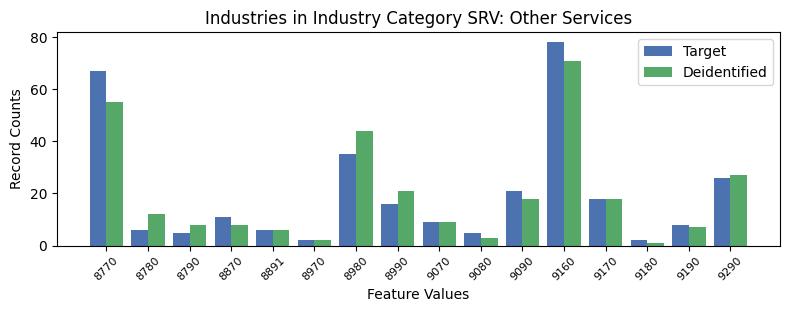 Industries in Industry Category SRV: Other Services
Target
Deidentified
Record Counts
80
60
40
20
0
8770 8780 8790 8870 8891 8970 8980 8990 9070 9080 9090 9160 9170 9180 9190 9290
Feature Values